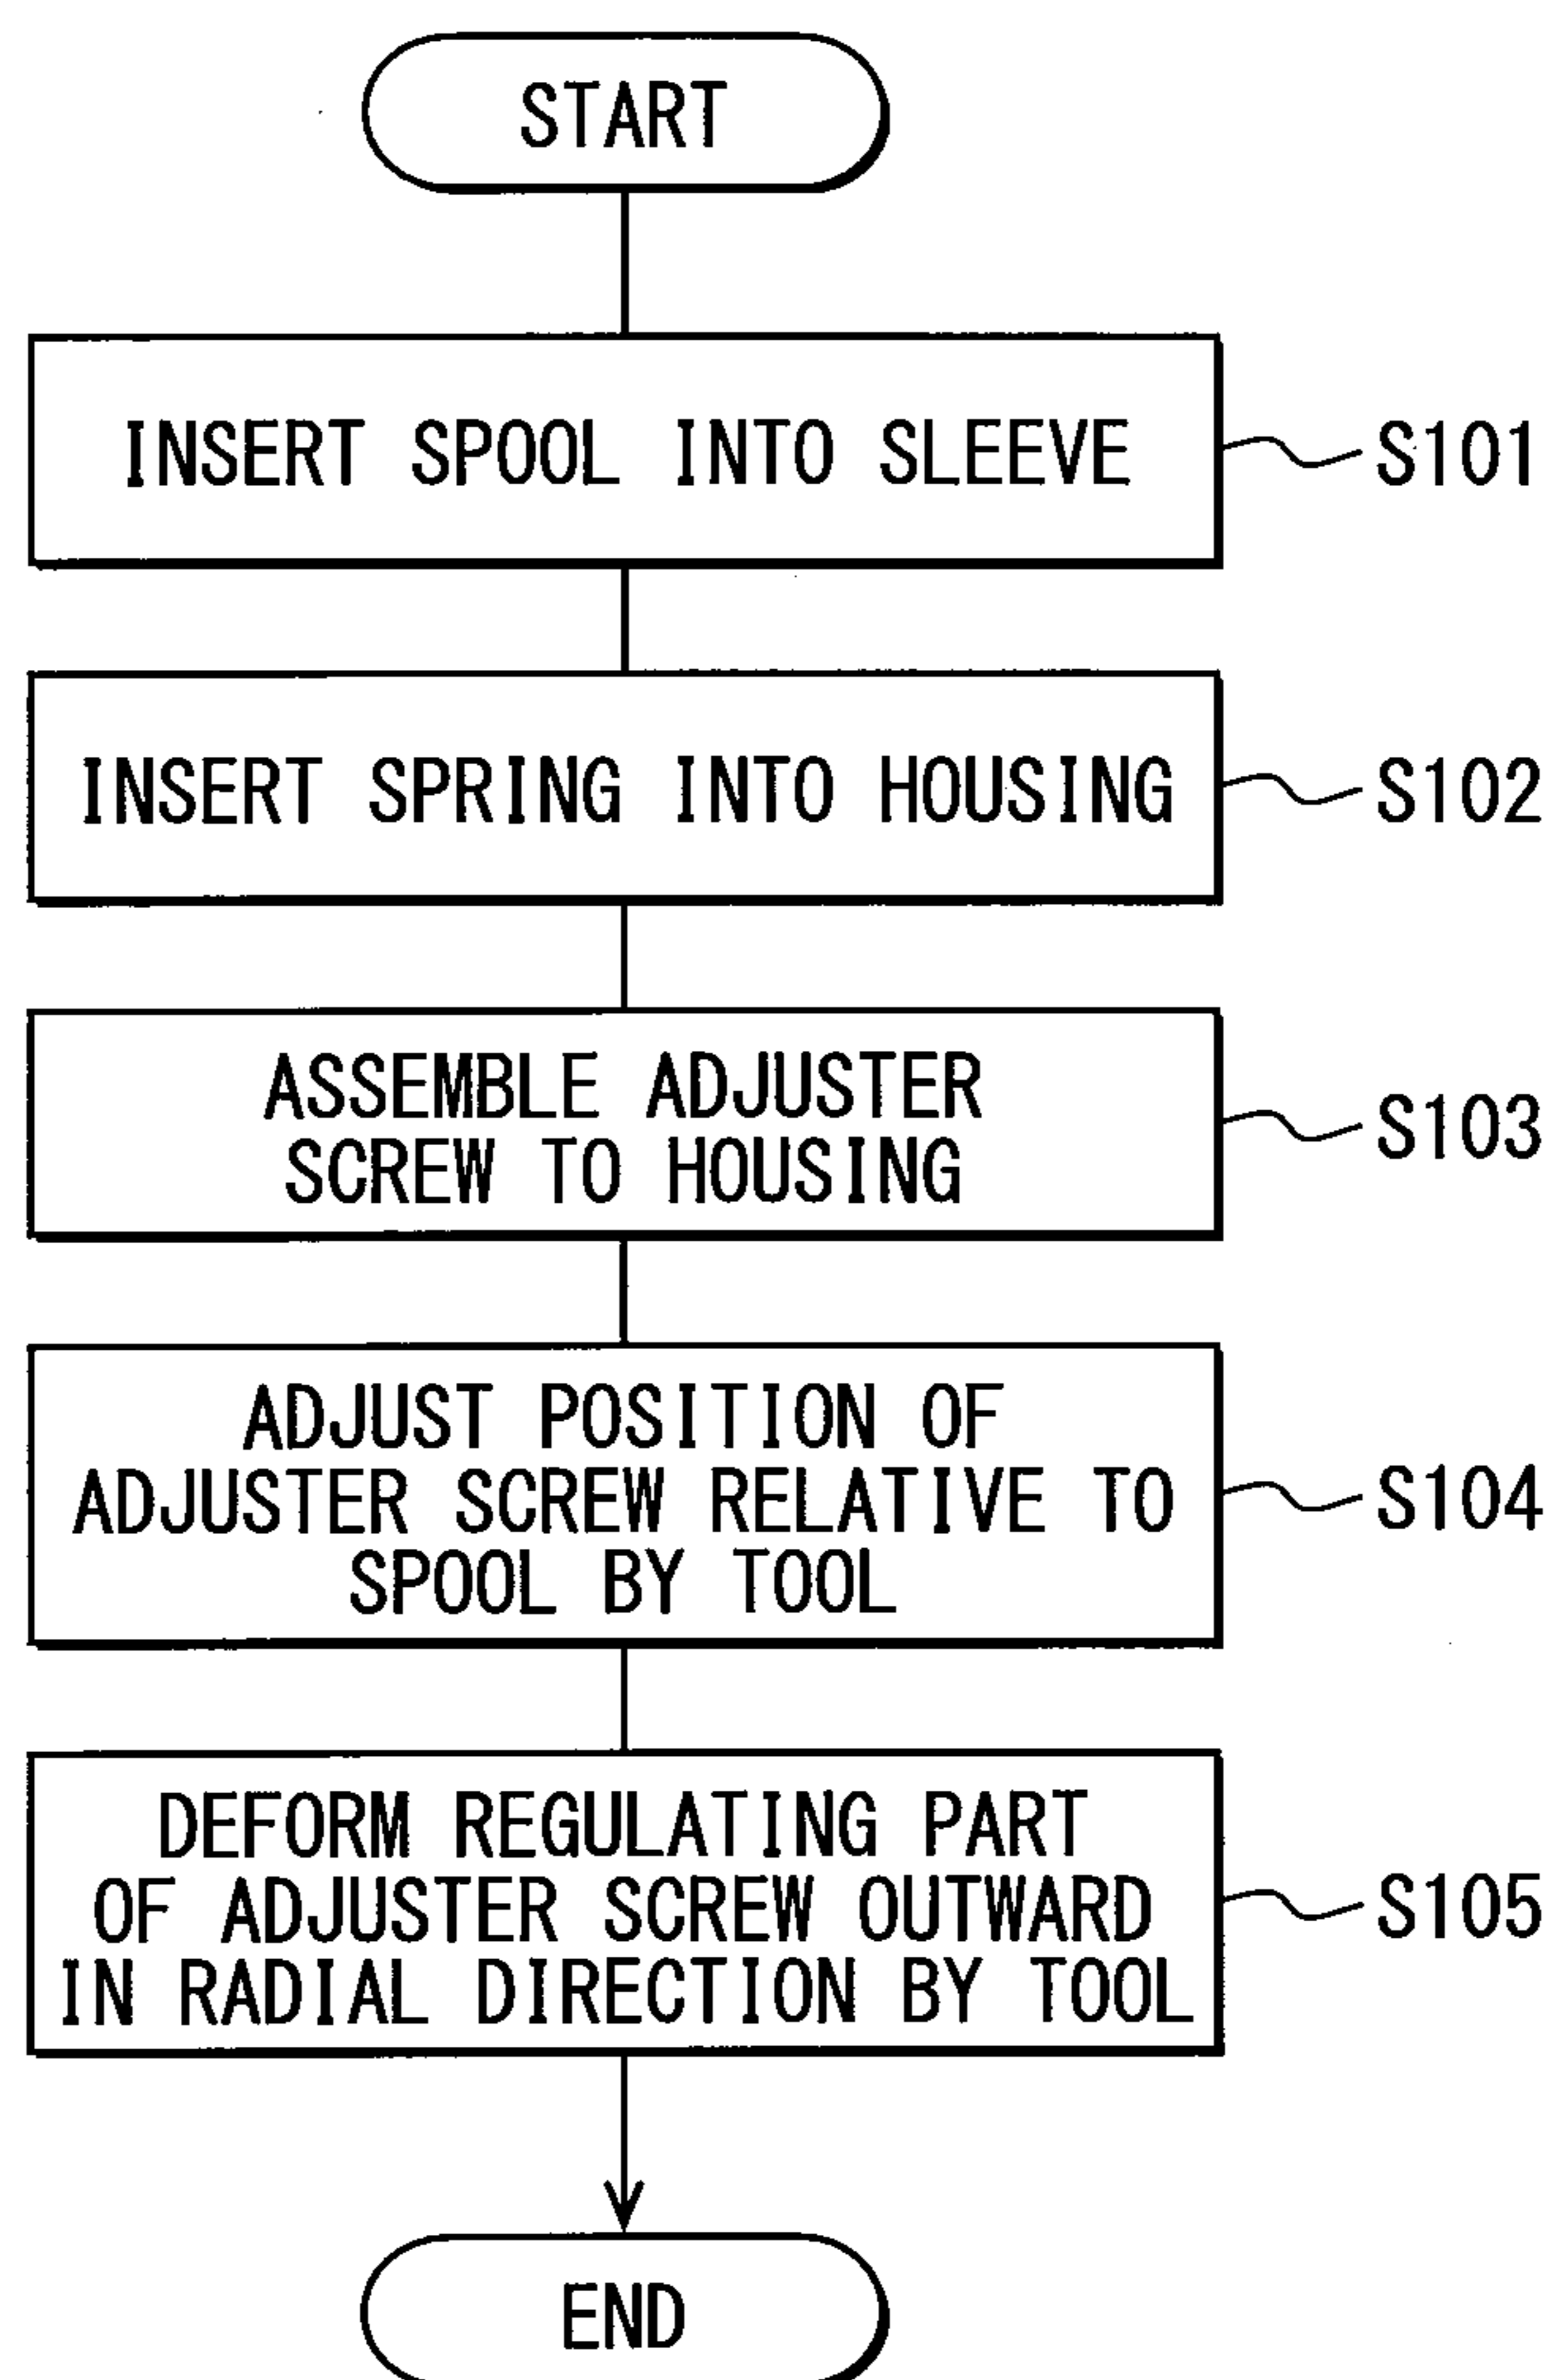 START
INSERT SPOOL INTO SLEEVE
S101
INSERT SPRING INTO HOUSING
S102
ASSEMBLE ADJUSTER
SCREW TO HOUSING
S103
ADJUST POSITION OF
ADJUSTER SCREW RELATIVE TO
SPOOL BY TOOL
S104
DEFORM REGULATING PART
OF ADJUSTER SCREW OUTWARD
IN RADIAL DIRECTION BY TOOL
S105
END